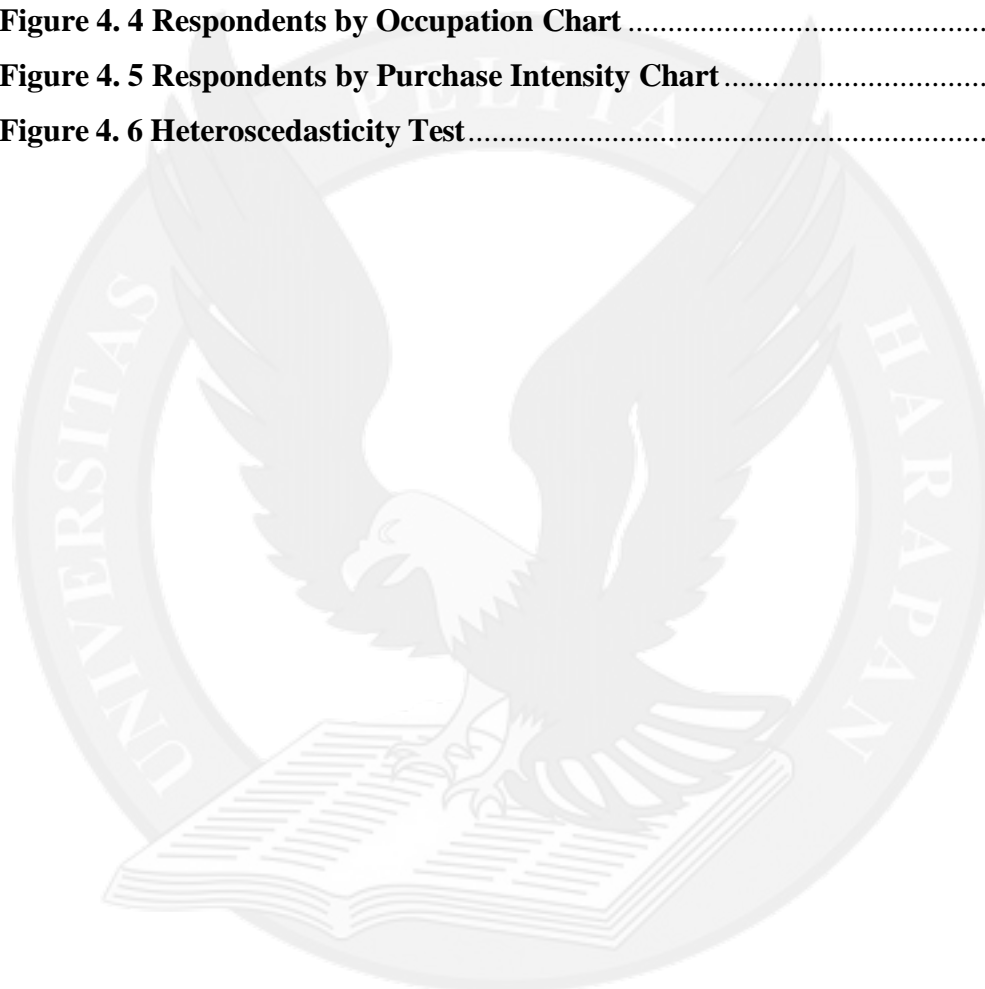 Figure 4. 4 Respondents by Occupation Chart ............................................
Figure 4. 5 Respondents by Purchase Intensity Chart ................................
Figure 4. 6 Heteroscedasticity Test ................................................................
UNIVERSITAS PELITA HARAPAN